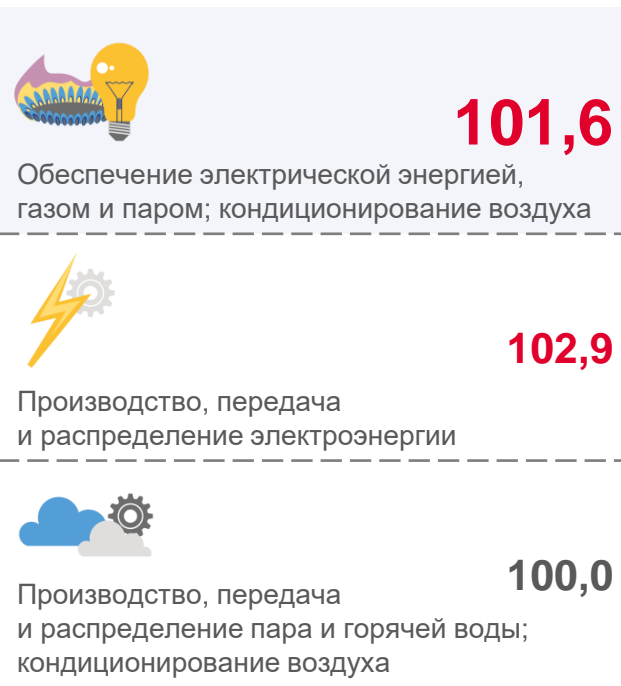 101,6
Обеспечение электрической энергией,
газом и паром; кондиционирование воздуха
102,9
Производство, передача
и распределение электроэнергии
100,0
Производство, передача
и распределение пара и горячей воды;
кондиционирование воздуха